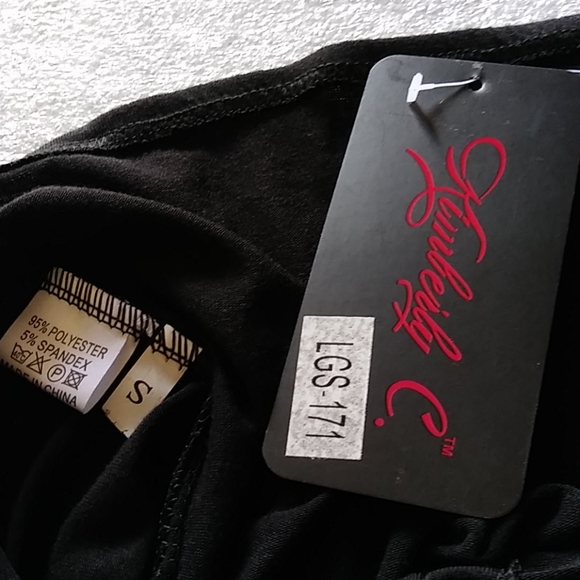 Kimberly C.™
LGS-171
95% POLYESTER
5% SPANDEX
MADE IN CHINA
S